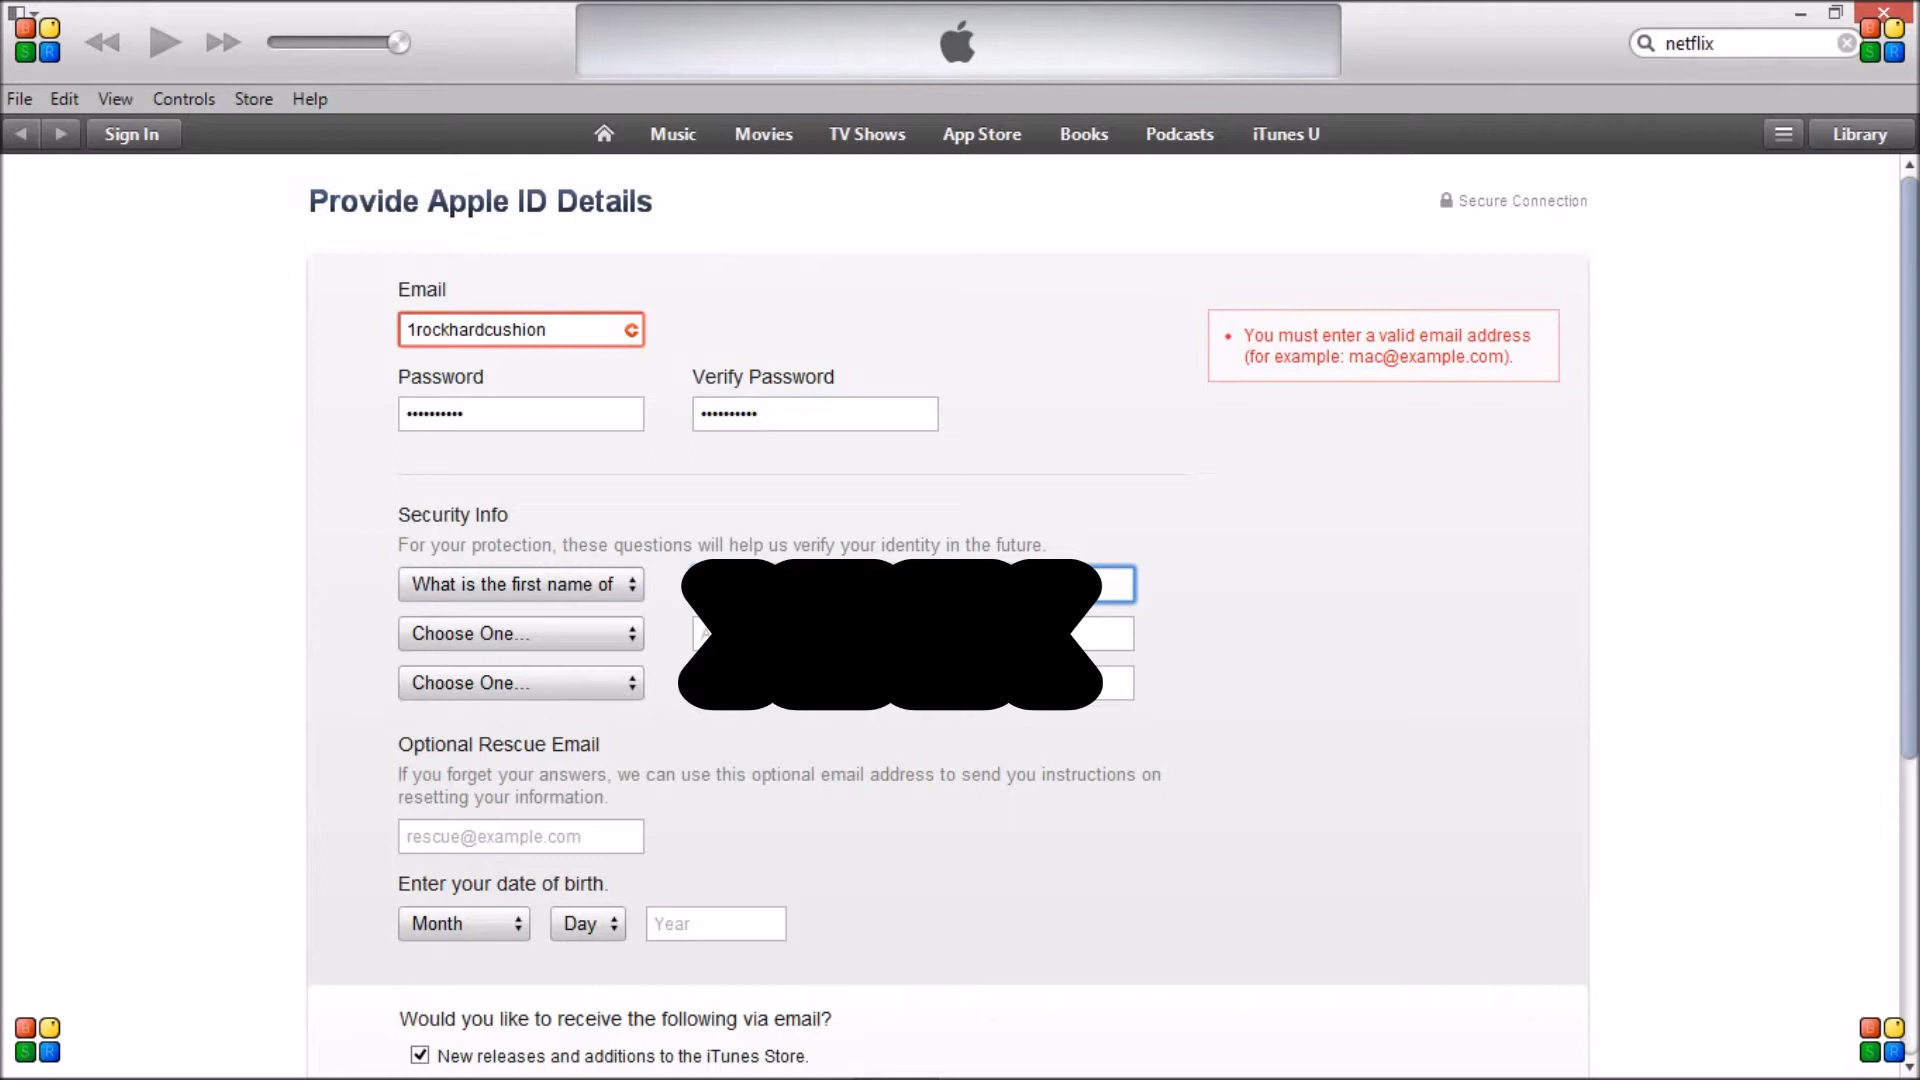 netflix
File Edit View Controls Store Help
Sign In Music Movies TV Shows App Store Books Podcasts iTunes U Library
Provide Apple ID Details
Secure Connection
Email
1rockhardcushion
• You must enter a valid email address
(for example: mac@example.com).
Password Verify Password
•••••••••• ••••••••••
Security Info
For your protection, these questions will help us verify your identity in the future.
What is the first name of
Choose One...
Choose One...
Optional Rescue Email
If you forget your answers, we can use this optional email address to send you instructions on
resetting your information.
rescue@example.com
Enter your date of birth.
Month Day Year
Would you like to receive the following via email?
New releases and additions to the iTunes Store.